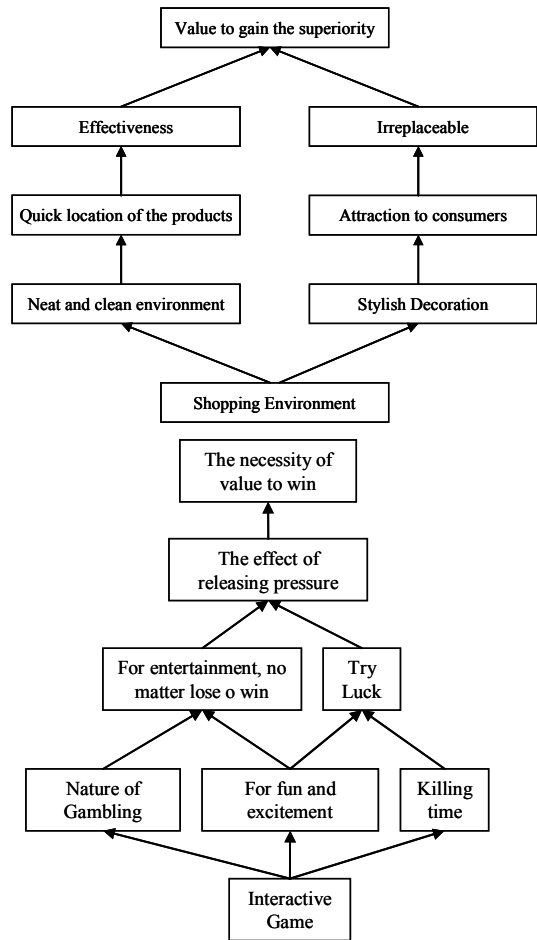 Value to gain the superiority
Effectiveness
Irreplaceable
Quick location of the products
Attraction to consumers
Neat and clean environment
Stylish Decoration
Shopping Environment
The necessity of
value to win
The effect of
releasing pressure
For entertainment, no
matter lose o win
Try
Luck
Nature of
Gambling
For fun and
excitement
Killing
time
Interactive
Game